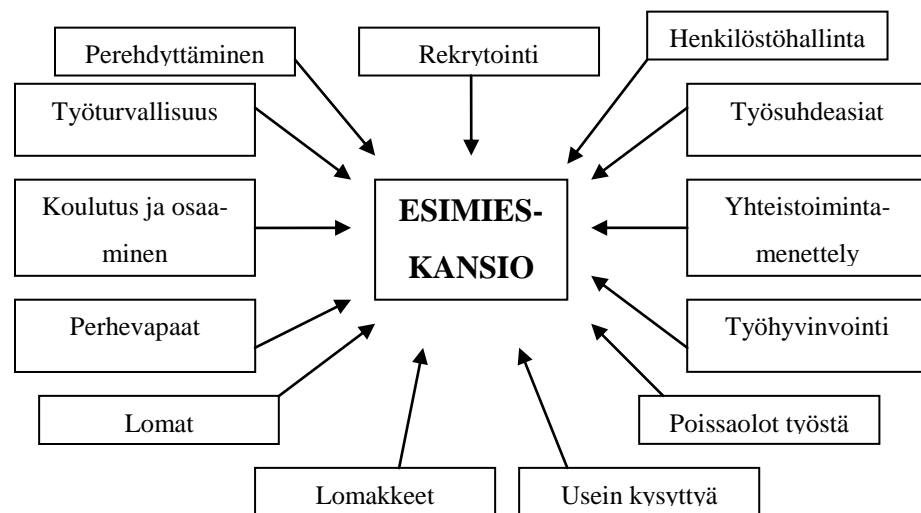 Perehdyttäminen
Rekrytointi
Henkilöstöhallinta
Työturvallisuus
Työsuhdeasiat
Koulutus ja osaa-
minen
ESIMIES-
KANSIO
Yhteistoiminta-
menettely
Perhevapaat
Työhyvinvointi
Lomat
Poissaolot työstä
Lomakkeet
Usein kysyttyä